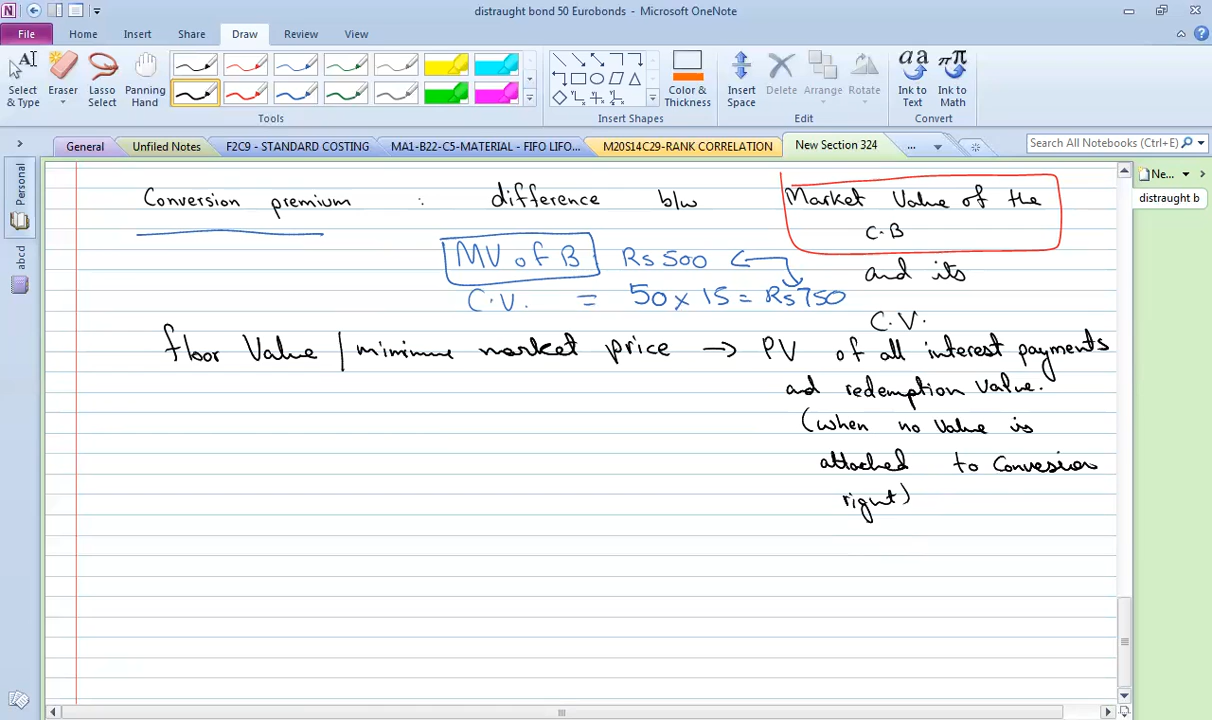 distraught bond 50 Eurobonds - Microsoft OneNote
File Home Insert Share Draw Review View
Select & Type Eraser Lasso Select Panning Hand Color & Thickness Insert Space Delete Arrange Rotate Ink to Text Ink to Math
Tools Insert Shapes Edit Convert
General Unfiled Notes F2C9 - STANDARD COSTING MA1-B22-C5-MATERIAL - FIFO LIFO... M20S14C29-RANK CORRELATION New Section 324 ... Search All Notebooks (Ctrl+E)
Personal
abcd
Ne...
distraught b
Conversion premium : difference b/w Market Value of the
C.B
MV of B Rs 500 and its
C.V. = 50 x 15 = Rs 750
C.V.
floor Value / minimum market price → PV of all interest payments
and redemption value.
(when no value is
attached to Conversion
right)